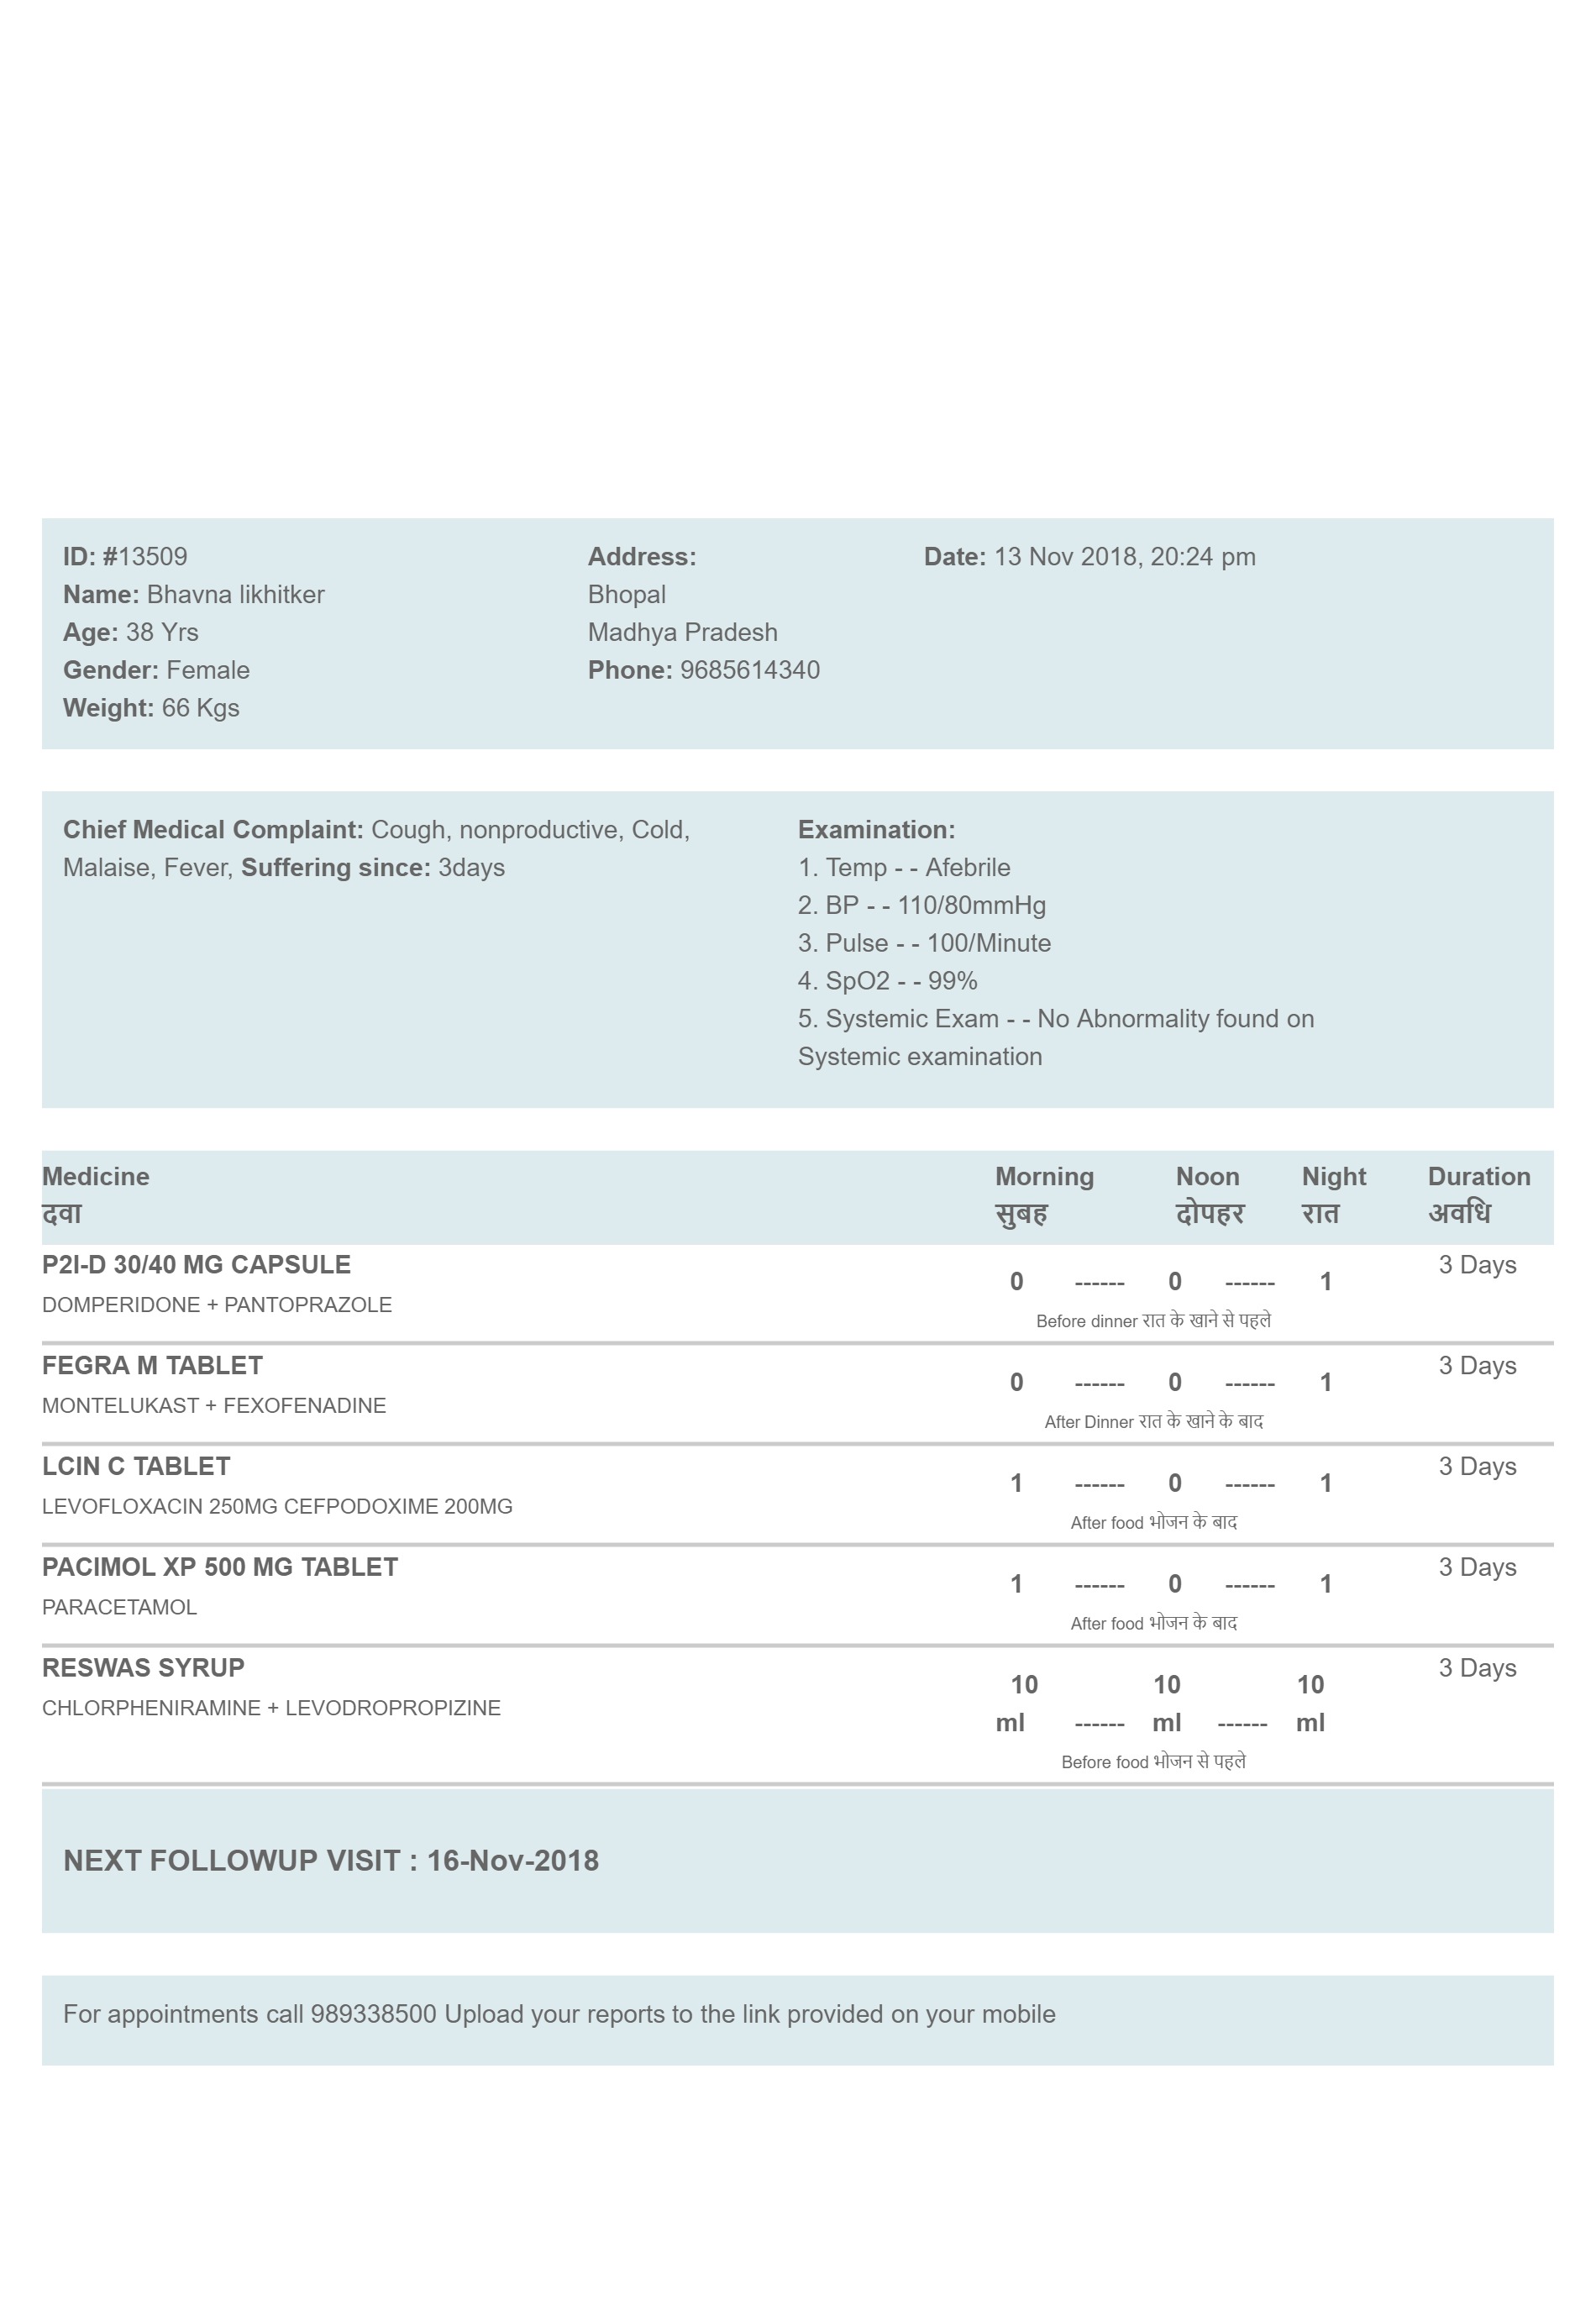 ID: #13509
Name: Bhavna likhitker
Age: 38 Yrs
Gender: Female
Weight: 66 Kgs
Address:
Bhopal
Madhya Pradesh
Phone: 9685614340
Date: 13 Nov 2018, 20:24 pm
Chief Medical Complaint: Cough, nonproductive, Cold,
Malaise, Fever, Suffering since: 3days
Examination:
1. Temp - - Afebrile
2. BP - - 110/80mmHg
3. Pulse - - 100/Minute
4. SpO2 - - 99%
5. Systemic Exam - - No Abnormality found on
Systemic examination
Medicine Morning Noon Night Duration
दवा सुबह दोपहर रात अवधि
P2I-D 30/40 MG CAPSULE 3 Days
0 ------ 0 ------ 1
DOMPERIDONE + PANTOPRAZOLE
Before dinner रात के खाने से पहले
FEGRA M TABLET 3 Days
0 ------ 0 ------ 1
MONTELUKAST + FEXOFENADINE
After Dinner रात के खाने के बाद
LCIN C TABLET 3 Days
1 ------ 0 ------ 1
LEVOFLOXACIN 250MG CEFPODOXIME 200MG
After food भोजन के बाद
PACIMOL XP 500 MG TABLET 3 Days
1 ------ 0 ------ 1
PARACETAMOL
After food भोजन के बाद
RESWAS SYRUP 3 Days
10 10 10
CHLORPHENIRAMINE + LEVODROPROPIZINE
ml ------ ml ------ ml
Before food भोजन से पहले
NEXT FOLLOWUP VISIT : 16-Nov-2018
For appointments call 989338500 Upload your reports to the link provided on your mobile